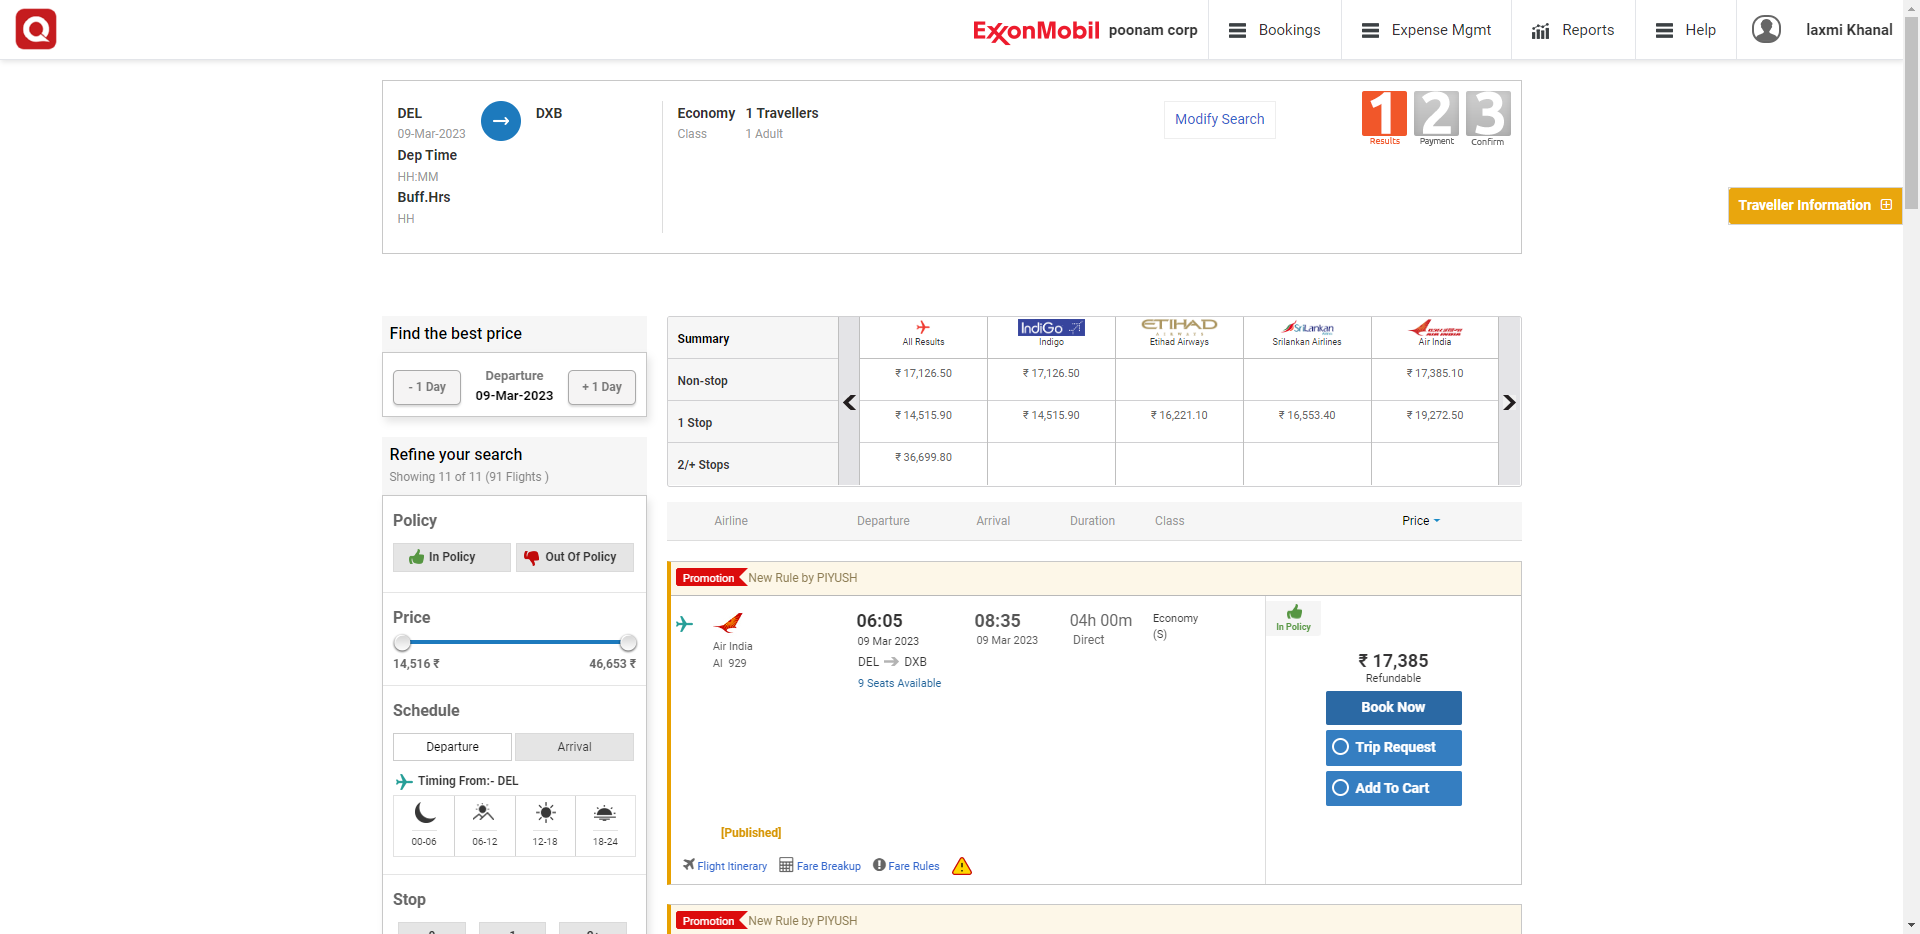 Q
ExxonMobil poonam corp Bookings Expense Mgmt Reports Help laxmi Khanal
DEL DXB
09-Mar-2023
Dep Time
HH:MM
Buff.Hrs
HH
Economy 1 Travellers
Class 1 Adult
Modify Search
1 2 3
Results Payment Confirm
Traveller Information
Find the best price
- 1 Day
Departure
09-Mar-2023
+ 1 Day
Refine your search
Showing 11 of 11 (91 Flights )
Policy
In Policy Out Of Policy
Price
14,516 ₹ 46,653 ₹
Schedule
Departure Arrival
Timing From:- DEL
00-06 06-12 12-18 18-24
Stop
IndiGo ETIHAD SriLankan
AIRWAYS
Summary All Results Indigo Etihad Airways Srilankan Airlines Air India
Non-stop ₹ 17,126.50 ₹ 17,126.50 ₹ 17,385.10
1 Stop ₹ 14,515.90 ₹ 14,515.90 ₹ 16,221.10 ₹ 16,553.40 ₹ 19,272.50
2/+ Stops ₹ 36,699.80
Airline Departure Arrival Duration Class Price
Promotion New Rule by PIYUSH
Air India
AI 929
06:05
09 Mar 2023
DEL DXB
9 Seats Available
08:35
09 Mar 2023
04h 00m
Direct
Economy
(S)
In Policy
₹ 17,385
Refundable
Book Now
Trip Request
Add To Cart
[Published]
Flight Itinerary Fare Breakup Fare Rules
Promotion New Rule by PIYUSH